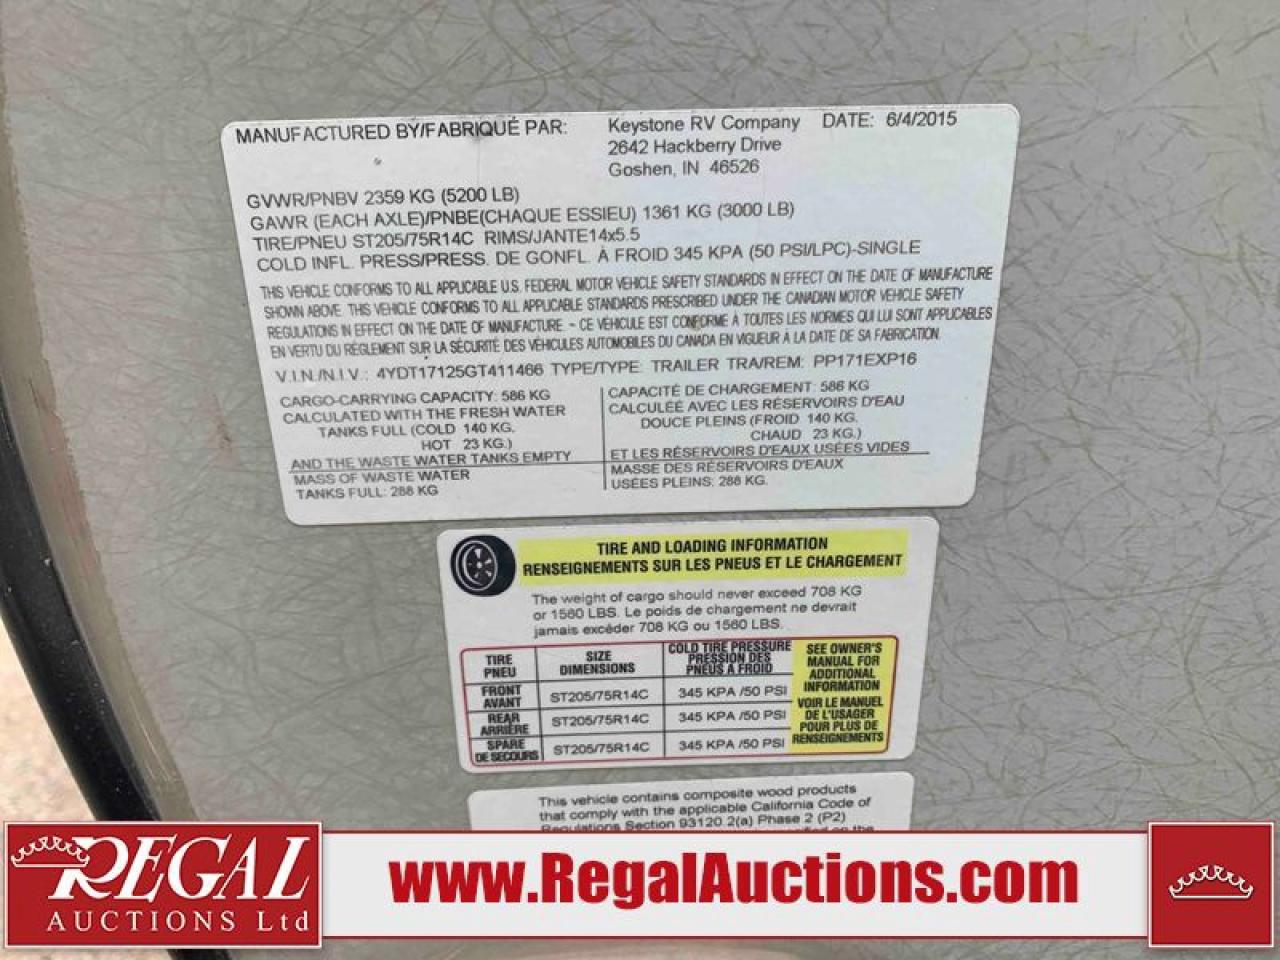 MANUFACTURED BY/FABRIQUÉ PAR: Keystone RV Company DATE: 6/4/2015
2642 Hackberry Drive
Goshen, IN 46526
GVWR/PNBV 2359 KG (5200 LB)
GAWR (EACH AXLE)/PNBE(CHAQUE ESSIEU) 1361 KG (3000 LB)
TIRE/PNEU ST205/75R14C RIMS/JANTE14x5.5
COLD INFL. PRESS/PRESS. DE GONFL. À FROID 345 KPA (50 PSI/LPC)-SINGLE
THIS VEHICLE CONFORMS TO ALL APPLICABLE U.S. FEDERAL MOTOR VEHICLE SAFETY STANDARDS IN EFFECT ON THE DATE OF MANUFACTURE
SHOWN ABOVE. THIS VEHICLE CONFORMS TO ALL APPLICABLE STANDARDS PRESCRIBED UNDER THE CANADIAN MOTOR VEHICLE SAFETY
REGULATIONS IN EFFECT ON THE DATE OF MANUFACTURE - CE VÉHICULE EST CONFORME À TOUTES LES NORMES QUI LUI SONT APPLICABLES
EN VERTU DU RÈGLEMENT SUR LA SÉCURITÉ DES VÉHICULES AUTOMOBILES DU CANADA EN VIGUEUR À LA DATE DE SA FABRICATION.
V.I.N./N.I.V.: 4YDT17125GT411466 TYPE/TYPE: TRAILER TRA/REM: PP171EXP16
CARGO-CARRYING CAPACITY: 586 KG
CALCULATED WITH THE FRESH WATER
TANKS FULL (COLD 140 KG.
HOT 23 KG.)
AND THE WASTE WATER TANKS EMPTY
MASS OF WASTE WATER
TANKS FULL: 288 KG
CAPACITÉ DE CHARGEMENT: 586 KG
CALCULÉE AVEC LES RÉSERVOIRS D'EAU
DOUCE PLEINS (FROID 140 KG.
CHAUD 23 KG.)
ET LES RÉSERVOIRS D'EAUX USÉES VIDES
MASSE DES RÉSERVOIRS D'EAUX
USÉES PLEINS: 288 KG.
TIRE AND LOADING INFORMATION
RENSEIGNEMENTS SUR LES PNEUS ET LE CHARGEMENT
The weight of cargo should never exceed 708 KG
or 1560 LBS. Le poids de chargement ne devrait
jamais excéder 708 KG ou 1560 LBS.
TIRE
PNEU
SIZE
DIMENSIONS
COLD TIRE PRESSURE
PRESSION DES
PNEUS A FROID
FRONT
AVANT
ST205/75R14C 345 KPA /50 PSI
REAR
ARRIÈRE
ST205/75R14C 345 KPA /50 PSI
SPARE
DE SECOURS
ST205/75R14C 345 KPA /50 PSI
SEE OWNER'S
MANUAL FOR
ADDITIONAL
INFORMATION
VOIR LE MANUEL
DE L'USAGER
POUR PLUS DE
RENSEIGNEMENTS
This vehicle contains composite wood products
that comply with the applicable California Code of
Regulations Section 93120.2(a) Phase 2 (P2)
REGAL
AUCTIONS Ltd
www.RegalAuctions.com